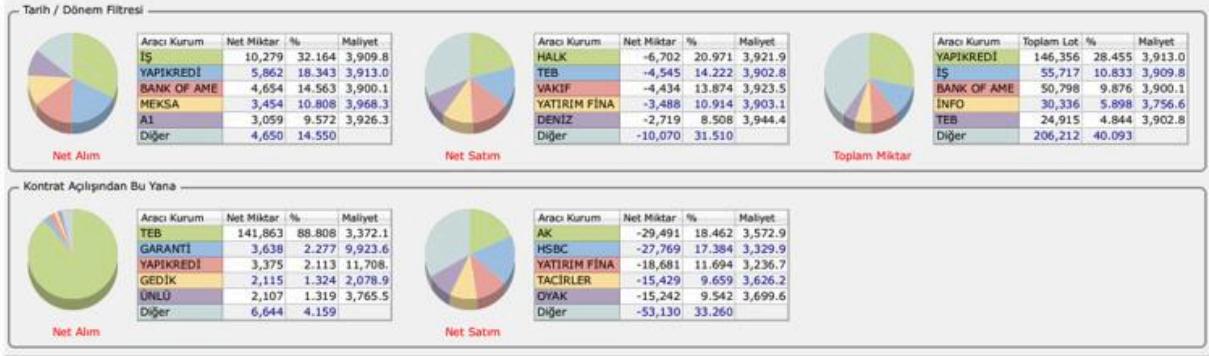 Tarih / Dönem Filtresi
Aracı Kurum Net Miktar % Maliyet
İŞ 10,279 32.164 3,909.8
YAPIKREDİ 5,862 18.343 3,913.0
BANK OF AME 4,654 14.563 3,900.1
MEKSA 3,454 10.808 3,968.3
A1 3,059 9.572 3,926.3
Diğer 4,650 14.550
Net Alım
Aracı Kurum Net Miktar % Maliyet
HALK -6,702 20.971 3,921.9
TEB -4,545 14.222 3,902.8
VAKIF -4,434 13.874 3,923.5
YATIRIM FİNA -3,488 10.914 3,903.1
DENİZ -2,719 8.508 3,944.4
Diğer -10,070 31.510
Net Satım
Aracı Kurum Toplam Lot % Maliyet
YAPIKREDİ 146,356 28.455 3,913.0
İŞ 55,717 10.833 3,909.8
BANK OF AME 50,798 9.876 3,900.1
İNFO 30,336 5.898 3,756.6
TEB 24,915 4.844 3,902.8
Diğer 206,212 40.093
Toplam Miktar
Kontrat Açılışından Bu Yana
Aracı Kurum Net Miktar % Maliyet
TEB 141,863 88.808 3,372.1
GARANTİ 3,638 2.277 9,923.6
YAPIKREDİ 3,375 2.113 11,708.
GEDİK 2,115 1.324 2,078.9
ÜNLÜ 2,107 1.319 3,765.5
Diğer 6,644 4.159
Net Alım
Aracı Kurum Net Miktar % Maliyet
AK -29,491 18.462 3,572.9
HSBC -27,769 17.384 3,329.9
YATIRIM FİNA -18,681 11.694 3,236.7
TACİRLER -15,429 9.659 3,626.2
OYAK -15,242 9.542 3,699.6
Diğer -53,130 33.260
Net Satım